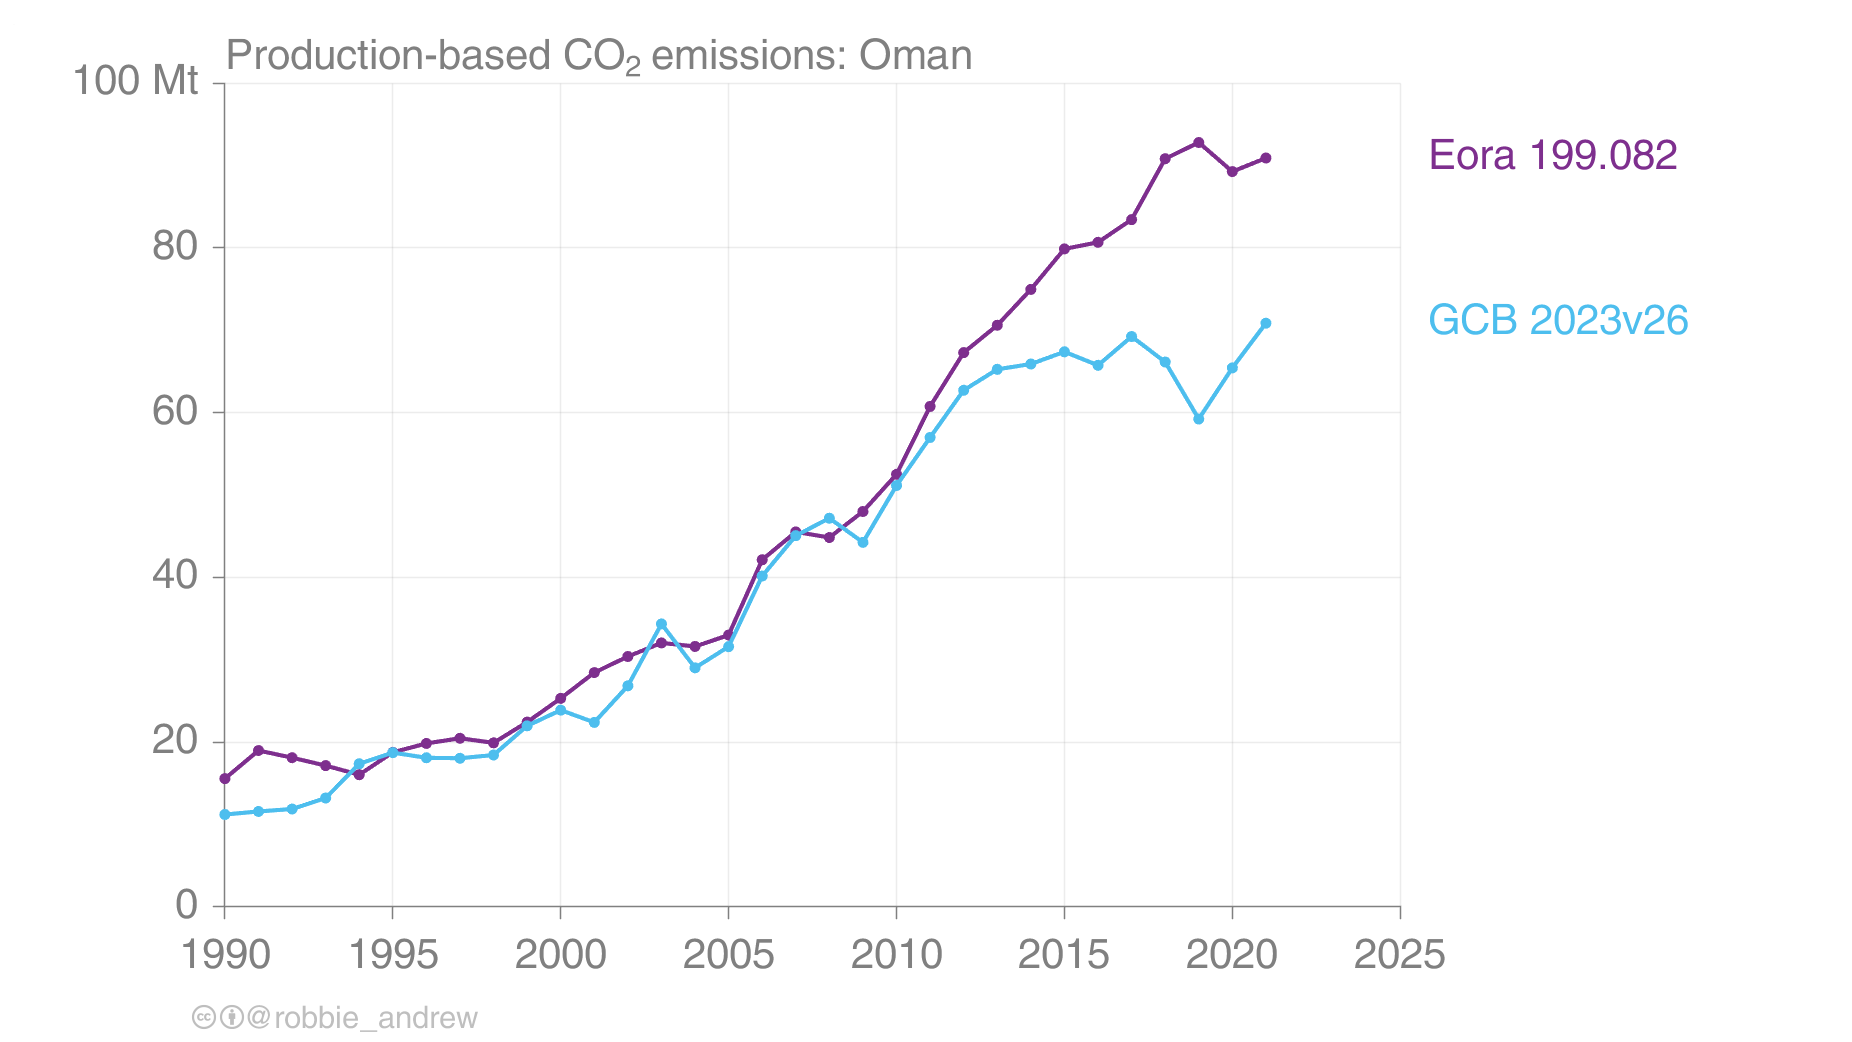 Production-based CO₂ emissions: Oman
100 Mt
80
60
40
20
0
1990 1995 2000 2005 2010 2015 2020 2025
Eora 199.082
GCB 2023v26
@robbie_andrew